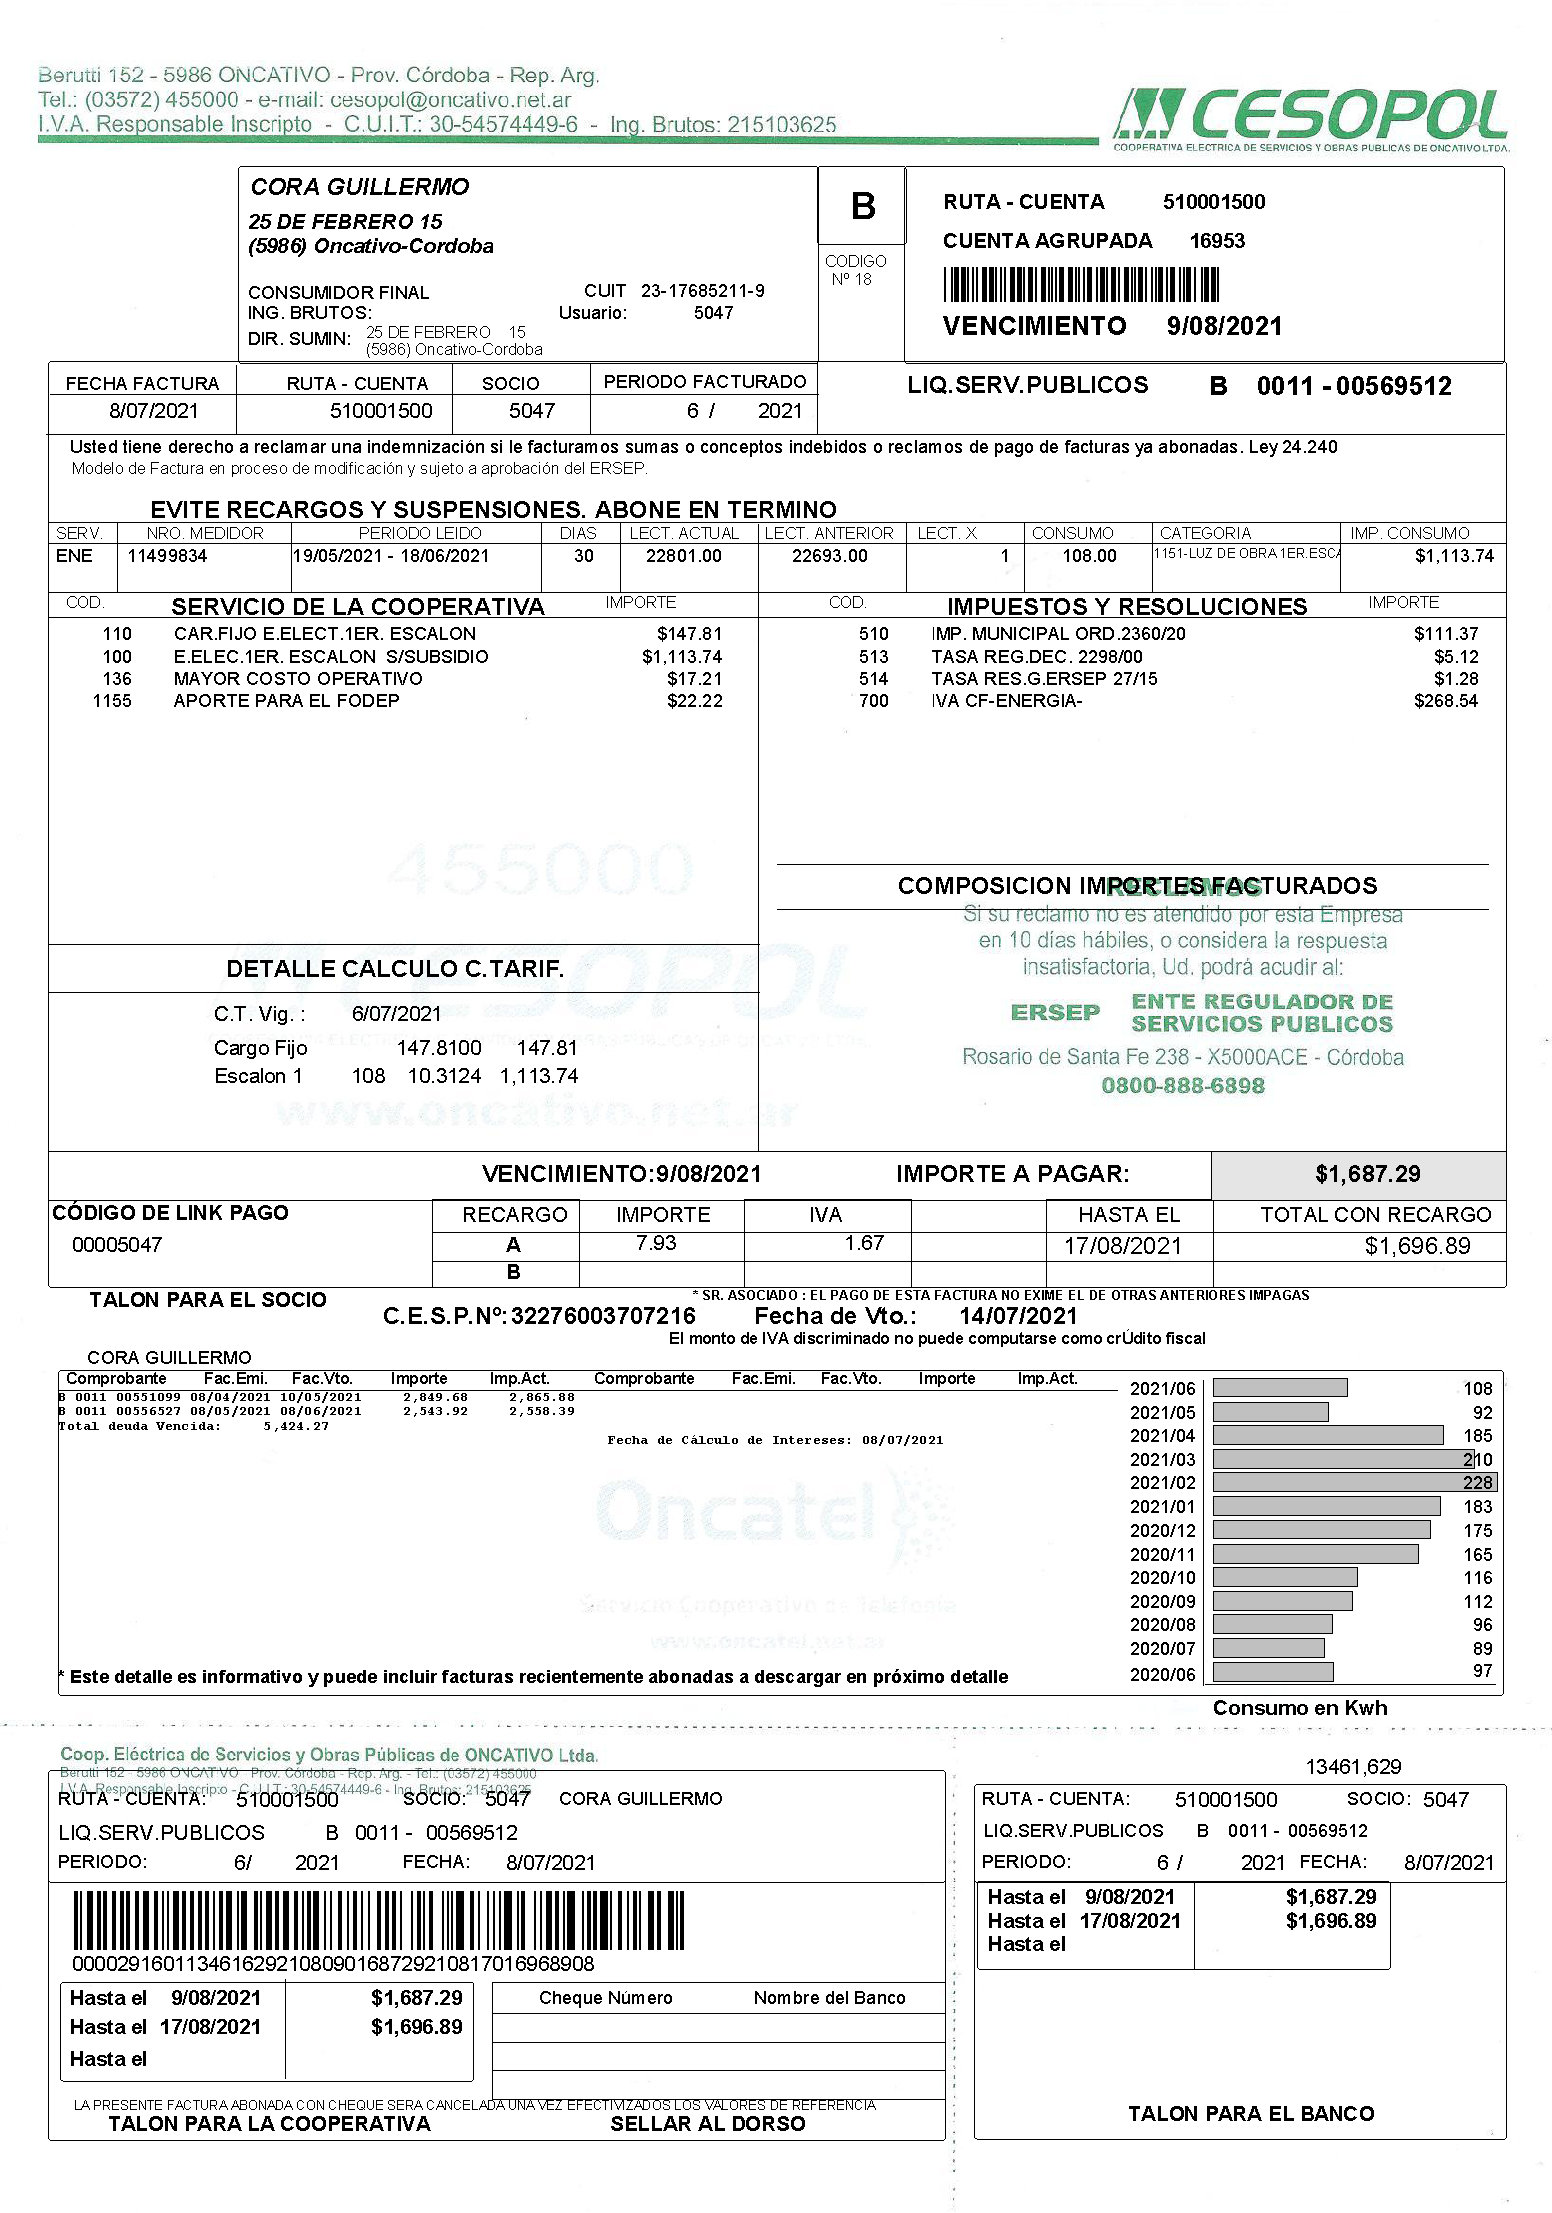 Berutti 152 - 5986 ONCATIVO - Prov. Córdoba - Rep. Arg.
Tel.: (03572) 455000 - e-mail: cesopol@oncativo.net.ar
I.V.A. Responsable Inscripto - C.U.I.T.: 30-54574449-6 - Ing. Brutos: 215103625
CESOPOL
COOPERATIVA ELECTRICA DE SERVICIOS Y OBRAS PUBLICAS DE ONCATIVO LTDA.
CORA GUILLERMO
25 DE FEBRERO 15
(5986) Oncativo-Cordoba
CONSUMIDOR FINAL CUIT 23-17685211-9
ING. BRUTOS: Usuario: 5047
DIR. SUMIN: 25 DE FEBRERO 15
(5986) Oncativo-Cordoba
B
CODIGO
Nº 18
RUTA - CUENTA 510001500
CUENTA AGRUPADA 16953
VENCIMIENTO 9/08/2021
FECHA FACTURA RUTA - CUENTA SOCIO PERIODO FACTURADO
8/07/2021 510001500 5047 6 / 2021
LIQ.SERV.PUBLICOS B 0011 - 00569512
Usted tiene derecho a reclamar una indemnización si le facturamos sumas o conceptos indebidos o reclamos de pago de facturas ya abonadas. Ley 24.240
Modelo de Factura en proceso de modificación y sujeto a aprobación del ERSEP.
EVITE RECARGOS Y SUSPENSIONES. ABONE EN TERMINO
SERV. NRO. MEDIDOR PERIODO LEIDO DIAS LECT. ACTUAL LECT. ANTERIOR LECT. X CONSUMO CATEGORIA IMP. CONSUMO
ENE 11499834 19/05/2021 - 18/06/2021 30 22801.00 22693.00 1 108.00 1151-LUZ DE OBRA 1ER.ESCA $1,113.74
COD. SERVICIO DE LA COOPERATIVA IMPORTE
110 CAR.FIJO E.ELECT.1ER. ESCALON $147.81
100 E.ELEC.1ER. ESCALON S/SUBSIDIO $1,113.74
136 MAYOR COSTO OPERATIVO $17.21
1155 APORTE PARA EL FODEP $22.22
COD. IMPUESTOS Y RESOLUCIONES IMPORTE
510 IMP. MUNICIPAL ORD.2360/20 $111.37
513 TASA REG.DEC. 2298/00 $5.12
514 TASA RES.G.ERSEP 27/15 $1.28
700 IVA CF-ENERGIA- $268.54
455000
CESOPOL
www.oncativo.net.ar
COMPOSICION IMPORTES FACTURADOS
RECLAMOS
Si su reclamo no es atendido por esta Empresa
en 10 días hábiles, o considera la respuesta
insatisfactoria, Ud. podrá acudir al:
ERSEP ENTE REGULADOR DE
SERVICIOS PUBLICOS
Rosario de Santa Fe 238 - X5000ACE - Córdoba
0800-888-6898
DETALLE CALCULO C.TARIF.
C.T. Vig. : 6/07/2021
Cargo Fijo 147.8100 147.81
Escalon 1 108 10.3124 1,113.74
VENCIMIENTO:9/08/2021 IMPORTE A PAGAR: $1,687.29
CÓDIGO DE LINK PAGO
00005047
RECARGO IMPORTE IVA HASTA EL TOTAL CON RECARGO
A 7.93 1.67 17/08/2021 $1,696.89
B
TALON PARA EL SOCIO
* SR. ASOCIADO : EL PAGO DE ESTA FACTURA NO EXIME EL DE OTRAS ANTERIORES IMPAGAS
C.E.S.P.Nº: 32276003707216 Fecha de Vto.: 14/07/2021
El monto de IVA discriminado no puede computarse como crÚdito fiscal
CORA GUILLERMO
Comprobante Fac.Emi. Fac.Vto. Importe Imp.Act. Comprobante Fac.Emi. Fac.Vto. Importe Imp.Act.
B 0011 00551099 08/04/2021 10/05/2021 2,849.68 2,865.88
B 0011 00556527 08/05/2021 08/06/2021 2,543.92 2,558.39
Total deuda Vencida: 5,424.27
Fecha de Cálculo de Intereses: 08/07/2021
Oncatel
Servicio Cooperativo de Telefonía
www.oncatel.net.ar
2021/06 108
2021/05 92
2021/04 185
2021/03 210
2021/02 228
2021/01 183
2020/12 175
2020/11 165
2020/10 116
2020/09 112
2020/08 96
2020/07 89
2020/06 97
Consumo en Kwh
* Este detalle es informativo y puede incluir facturas recientemente abonadas a descargar en próximo detalle
Coop. Eléctrica de Servicios y Obras Públicas de ONCATIVO Ltda.
Berutti 152 - 5986 ONCATIVO - Prov. Córdoba - Rep. Arg. - Tel.: (03572) 455000
I.V.A. Responsable Inscripto - C.U.I.T.: 30-54574449-6 - Ing. Brutos: 215103625
RUTA - CUENTA: 510001500 SOCIO: 5047 CORA GUILLERMO
LIQ.SERV.PUBLICOS B 0011 - 00569512
PERIODO: 6/ 2021 FECHA: 8/07/2021
00002916011346162921080901687292108170169689​08
Hasta el 9/08/2021 $1,687.29
Hasta el 17/08/2021 $1,696.89
Hasta el
Cheque Número Nombre del Banco
LA PRESENTE FACTURA ABONADA CON CHEQUE SERA CANCELADA UNA VEZ EFECTIVIZADOS LOS VALORES DE REFERENCIA
TALON PARA LA COOPERATIVA SELLAR AL DORSO
13461,629
RUTA - CUENTA: 510001500 SOCIO: 5047
LIQ.SERV.PUBLICOS B 0011 - 00569512
PERIODO: 6 / 2021 FECHA: 8/07/2021
Hasta el 9/08/2021 $1,687.29
Hasta el 17/08/2021 $1,696.89
Hasta el
TALON PARA EL BANCO